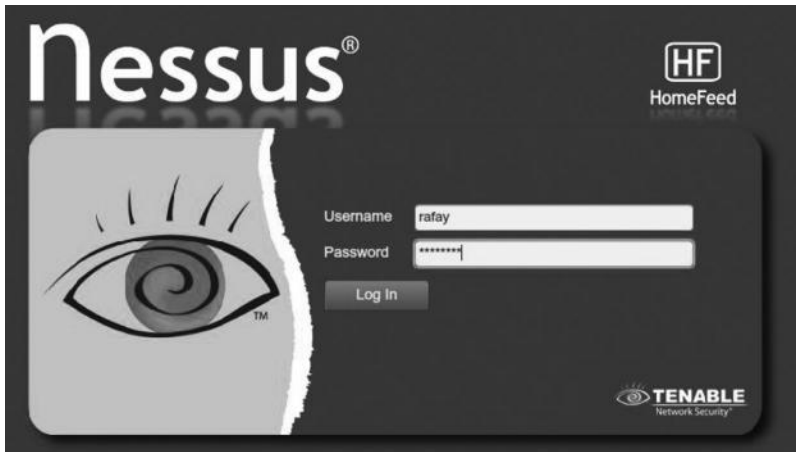 Nessus®
HF
HomeFeed
Username rafay
Password ********
Log In
TM
TENABLE
Network Security®